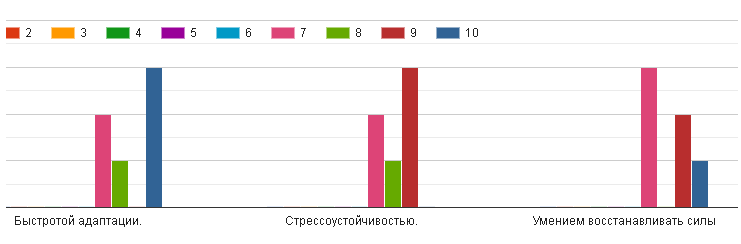 2 3 4 5 6 7 8 9 10
Быстротой адаптации. Стрессоустойчивостью. Умением восстанавливать силы